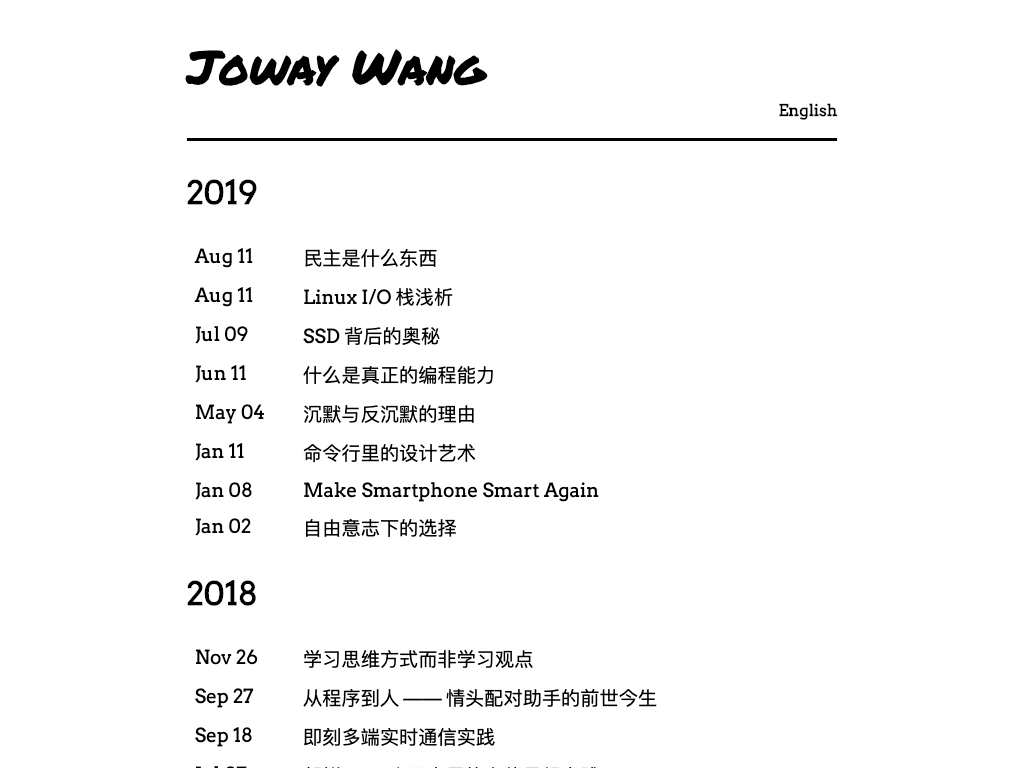 Joway Wang
English
2019
Aug 11 民主是什么东西
Aug 11 Linux I/O 栈浅析
Jul 09 SSD 背后的奥秘
Jun 11 什么是真正的编程能力
May 04 沉默与反沉默的理由
Jan 11 命令行里的设计艺术
Jan 08 Make Smartphone Smart Again
Jan 02 自由意志下的选择
2018
Nov 26 学习思维方式而非学习观点
Sep 27 从程序到人 —— 情头配对助手的前世今生
Sep 18 即刻多端实时通信实践